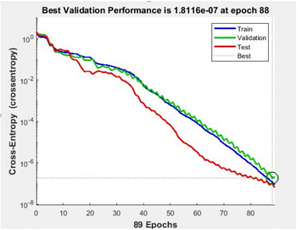 Best Validation Performance is 1.8116e-07 at epoch 88
Train
Validation
Test
Best
Cross-Entropy (crossentropy)
10^0
10^-2
10^-4
10^-6
10^-8
0 10 20 30 40 50 60 70 80
89 Epochs